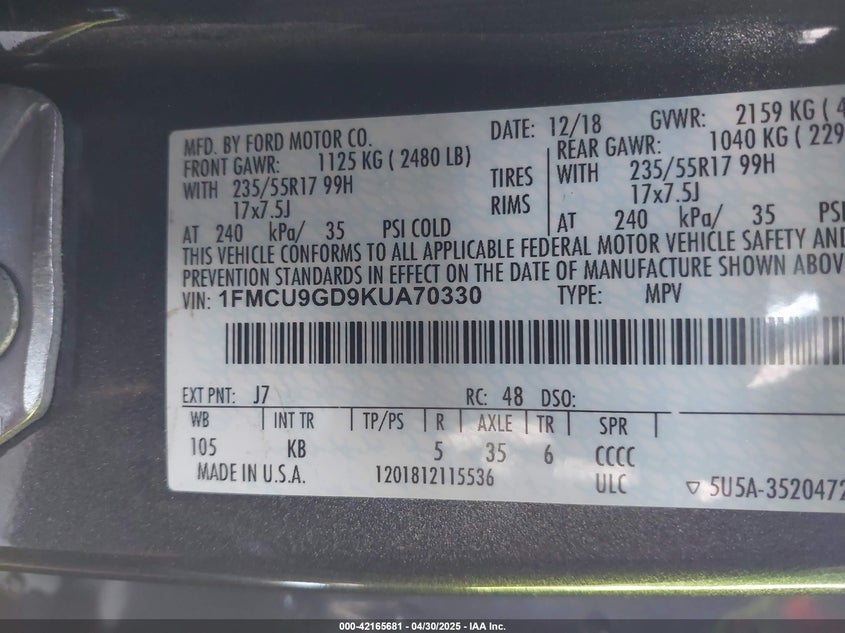 MFD. BY FORD MOTOR CO. DATE: 12/18 GVWR: 2159 KG ( 4
FRONT GAWR: 1125 KG ( 2480 LB) REAR GAWR: 1040 KG ( 229
WITH 235/55R17 99H TIRES WITH 235/55R17 99H
17x7.5J RIMS 17x7.5J
AT 240 kPa/ 35 PSI COLD AT 240 kPa/ 35 PSI
THIS VEHICLE CONFORMS TO ALL APPLICABLE FEDERAL MOTOR VEHICLE SAFETY AND
PREVENTION STANDARDS IN EFFECT ON THE DATE OF MANUFACTURE SHOWN ABOV
VIN: 1FMCU9GD9KUA70330 TYPE: MPV
EXT PNT: J7 RC: 48 DSO:
WB INT TR TP/PS R AXLE TR SPR
105 KB 5 35 6 CCCC
MADE IN U.S.A. 1201812115536 ULC 5U5A-3520472
000-42165681 - 04/30/2025 - IAA Inc.